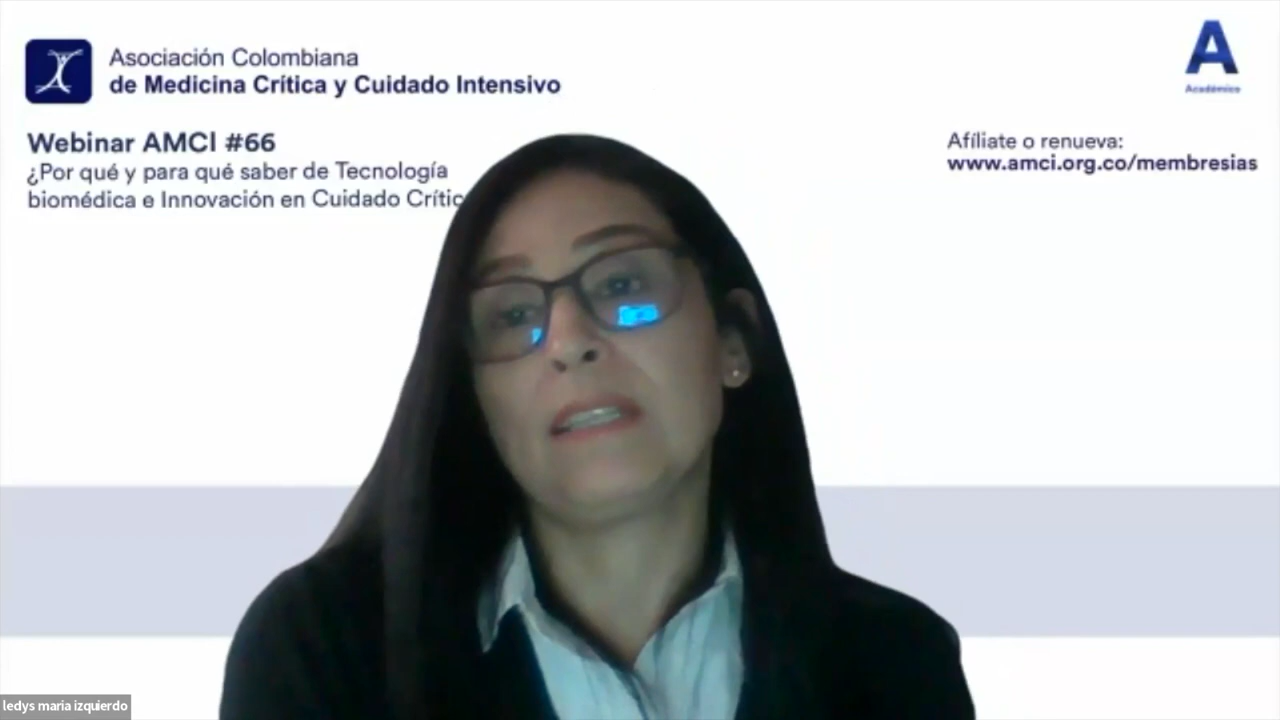 Asociación Colombiana
de Medicina Crítica y Cuidado Intensivo
Académico
Webinar AMCI #66
¿Por qué y para qué saber de Tecnología
biomédica e Innovación en Cuidado Crític
Afíliate o renueva:
www.amci.org.co/membresias
ledys maria izquierdo